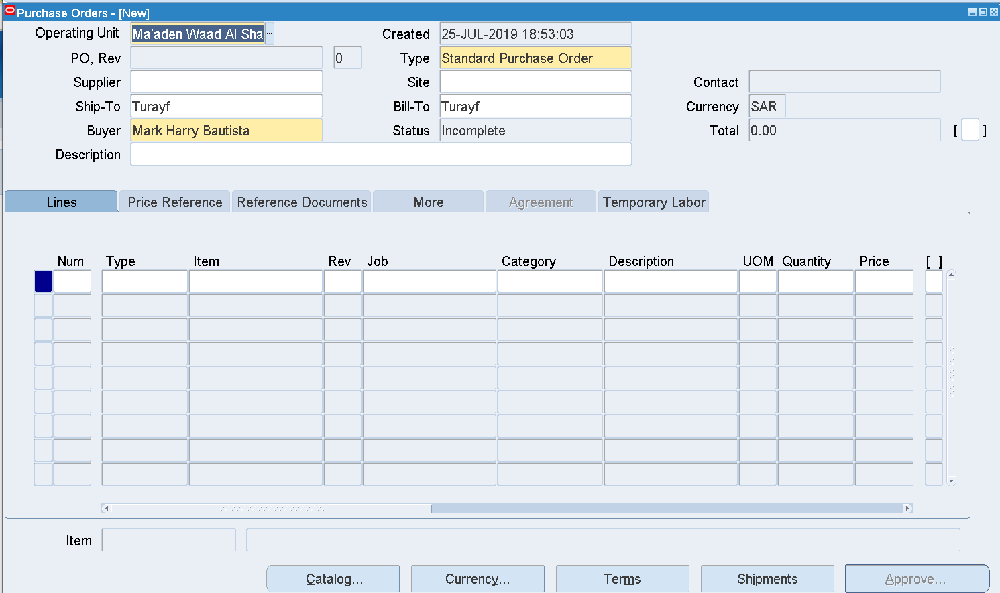 Purchase Orders - [New]
Operating Unit Ma'aden Waad Al Sha ... Created 25-JUL-2019 18:53:03
PO, Rev 0 Type Standard Purchase Order
Supplier Site Contact
Ship-To Turayf Bill-To Turayf Currency SAR
Buyer Mark Harry Bautista Status Incomplete Total 0.00 [ ]
Description
Lines Price Reference Reference Documents More Agreement Temporary Labor
Num Type Item Rev Job Category Description UOM Quantity Price [ ]
Item
Catalog... Currency... Terms Shipments Approve...